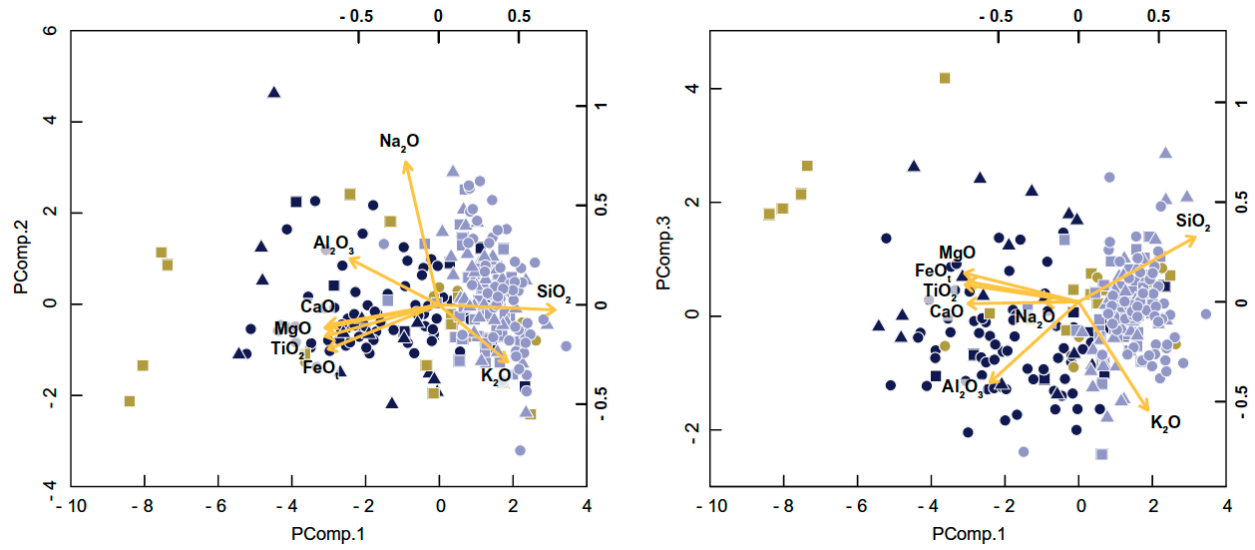 - 0.5 0 0.5
- 0.5 0 0.5
6
4
2
0
- 2
- 4
PComp.2
1
0.5
0
- 0.5
Na₂O
Al₂O₃
CaO
MgO
TiO₂
FeOₜ
SiO₂
K₂O
- 10 - 8 - 6 - 4 - 2 0 2 4
PComp.1
4
2
0
- 2
PComp.3
1
0.5
0
- 0.5
SiO₂
MgO
FeOₜ
TiO₂
CaO
Na₂O
Al₂O₃
K₂O
- 10 - 8 - 6 - 4 - 2 0 2 4
PComp.1